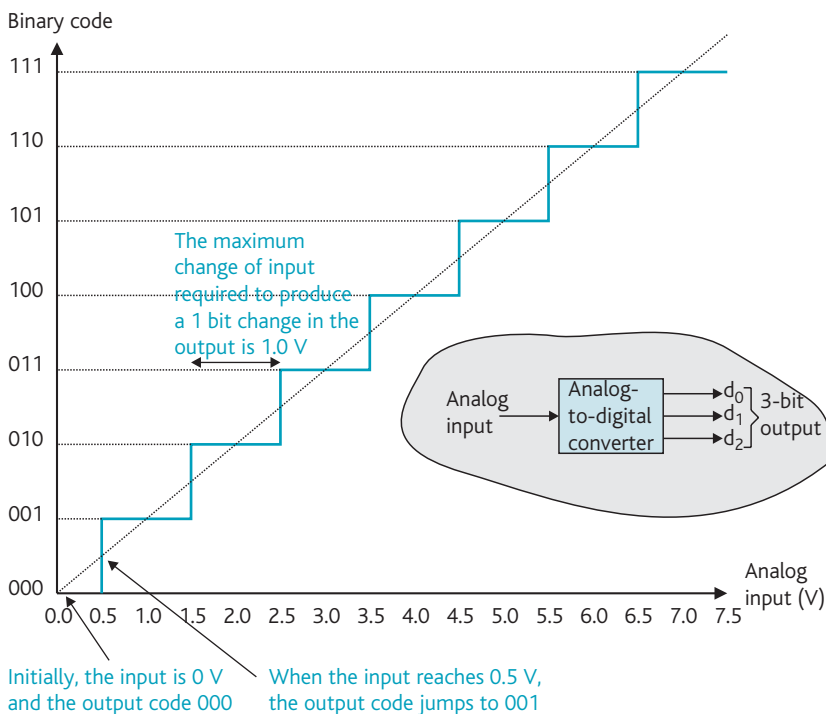 Binary code
111
110
101
The maximum
change of input
required to produce
a 1 bit change in the
output is 1.0 V
100
011
010
001
000
Analog
input
Analog-
to-digital
converter
d0
d1
d2
3-bit
output
0.0 0.5 1.0 1.5 2.0 2.5 3.0 3.5 4.0 4.5 5.0 5.5 6.0 6.5 7.0 7.5
Analog
input (V)
Initially, the input is 0 V
and the output code 000
When the input reaches 0.5 V,
the output code jumps to 001